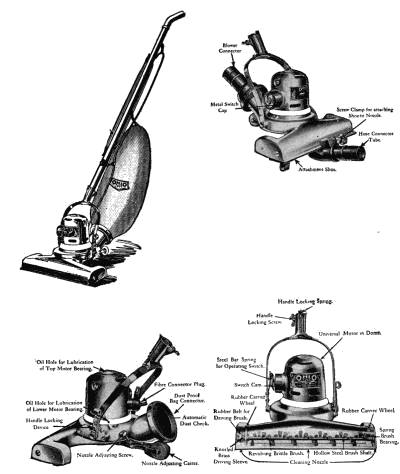 OHIO
Blower
Connector
Metal Switch
Cap
Screw Clamp for attaching
Shoe to Nozzle.
Hose Connector
Tube.
Attachment Shoe.
Oil Hole for Lubrication
of Top Motor Bearing.
Fibre Connector Plug.
Dust Proof
Bag Connector.
Automatic
Dust Check.
Oil Hole for Lubrication
of Lower Motor Bearing.
Handle Locking
Device
Nozzle Adjusting Screw.
Nozzle Adjusting Caster.
Handle Locking Spring.
Handle
Locking Screw.
Universal Motor in Dome.
Steel Bar Spring
for Operating Switch.
OHIO
Switch Cam.
Rubber Carrier
Wheel
Rubber Belt for
Driving Brush.
Rubber Carrier Wheel.
Spring
Brush
Bearing.
Knurled
Brass
Driving Sleeve.
Revolving Bristle Brush.
Hollow Steel Brush Shaft.
Cleaning Nozzle